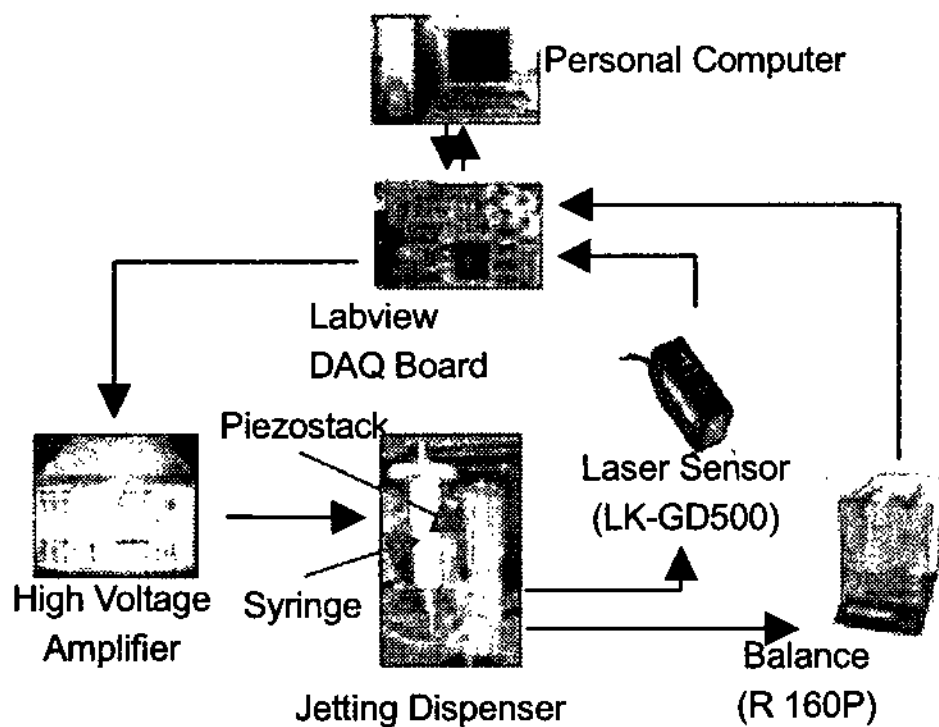 Personal Computer
Labview
DAQ Board
Piezostack
Laser Sensor
(LK-GD500)
High Voltage
Amplifier
Syringe
Balance
(R 160P)
Jetting Dispenser